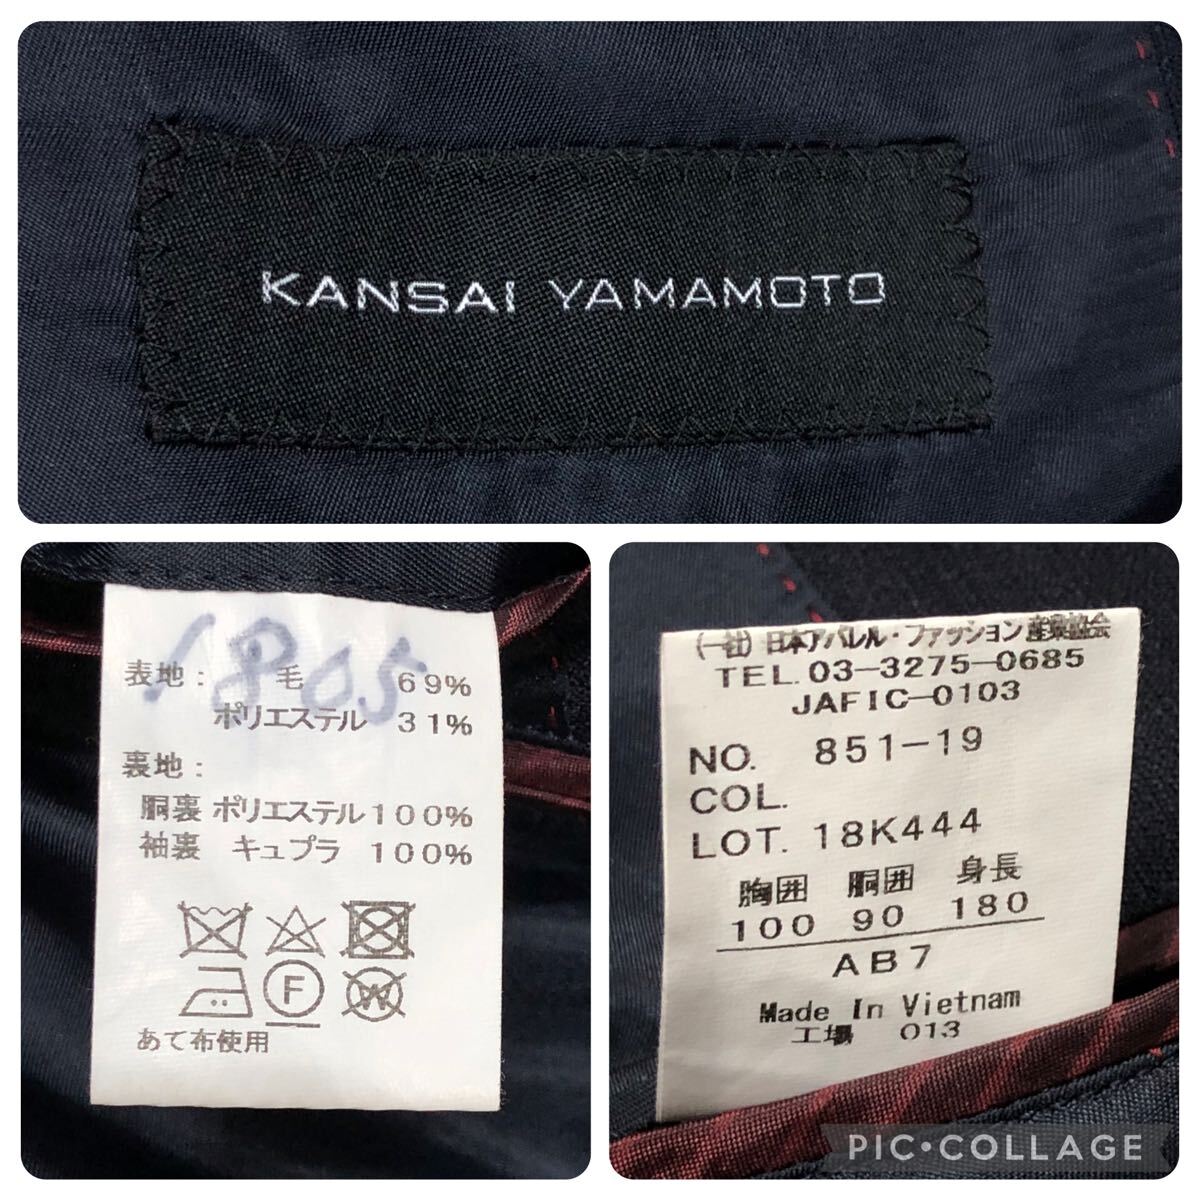 KANSAI YAMAMOTO
1805
表地： 毛 69%
ポリエステル 31%
裏地：
胴裏 ポリエステル100%
袖裏 キュプラ 100%
F
W
あて布使用
(一社)日本アパレル・ファッション産業協会
TEL.03-3275-0685
JAFIC-0103
NO. 851-19
COL.
LOT. 18K444
胸囲 胴囲 身長
100 90 180
AB7
Made In Vietnam
工場 013
PIC•COLLAGE